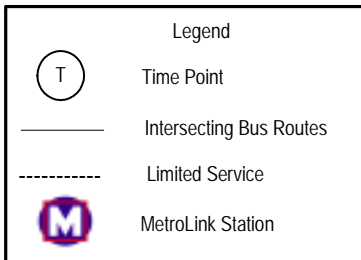 Legend
T Time Point
Intersecting Bus Routes
Limited Service
M MetroLink Station